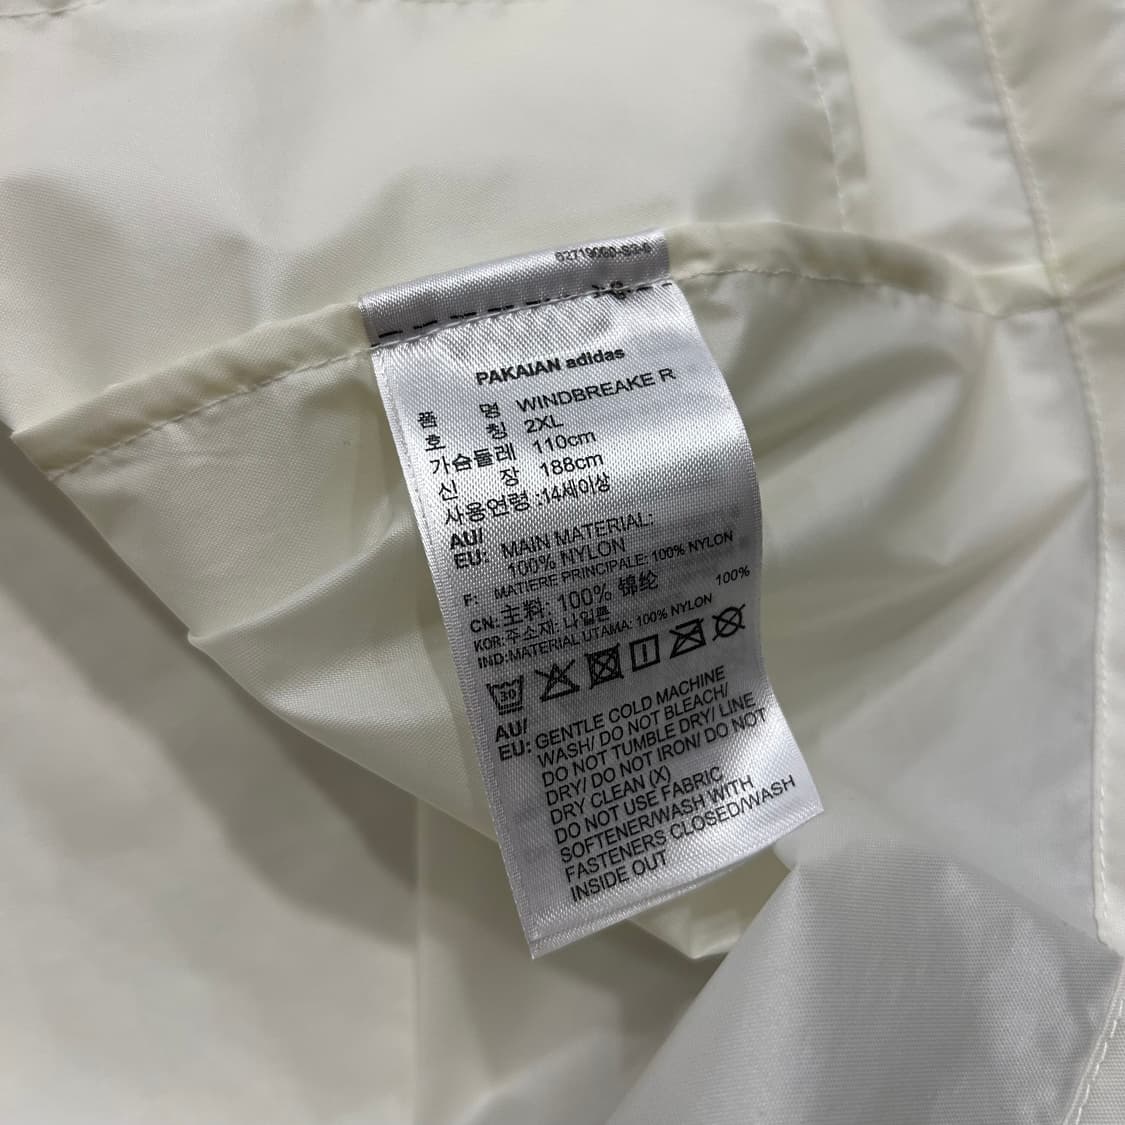 62719060-S3-6
PAKAIAN adidas
품 명 WINDBREAKE R
호 칭 2XL
가슴둘레 110cm
신 장 188cm
사용연령 :14세이상
AU/
EU: MAIN MATERIAL:
100% NYLON
F: MATIERE PRINCIPALE: 100% NYLON
CN:主料: 100% 锦纶
KOR:주소재: 나일론 100%
IND:MATERIAL UTAMA: 100% NYLON
30
AU/
EU: GENTLE COLD MACHINE
WASH/ DO NOT BLEACH/
DO NOT TUMBLE DRY/ LINE
DRY/ DO NOT IRON/ DO NOT
DRY CLEAN (X)
DO NOT USE FABRIC
SOFTENER/WASH WITH
FASTENERS CLOSED/WASH
INSIDE OUT